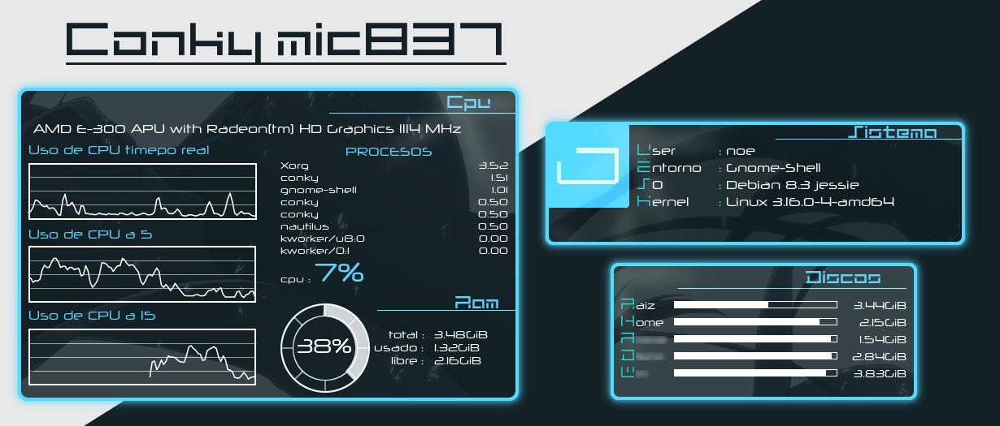 Conky mic837
Cpu
AMD E-300 APU with Radeon(tm) HD Graphics 1114 MHz
Uso de CPU timepo real
PROCESOS
Xorg 3.52
conky 1.51
gnome-shell 1.01
conky 0.50
conky 0.50
nautilus 0.50
kworker/u8:0 0.00
kworker/0:1 0.00
cpu : 7%
Uso de CPU a 5
Uso de CPU a 15
Ram
38%
total : 3.48GiB
usado : 1.32GiB
libre : 2.16GiB
Sistema
User : noe
Entorno : Gnome-Shell
SO : Debian 8.3 jessie
Kernel : Linux 3.16.0-4-amd64
Discos
Raiz 3.44GiB
Home 2.15GiB
A 1.54GiB
D 2.84GiB
E 3.83GiB